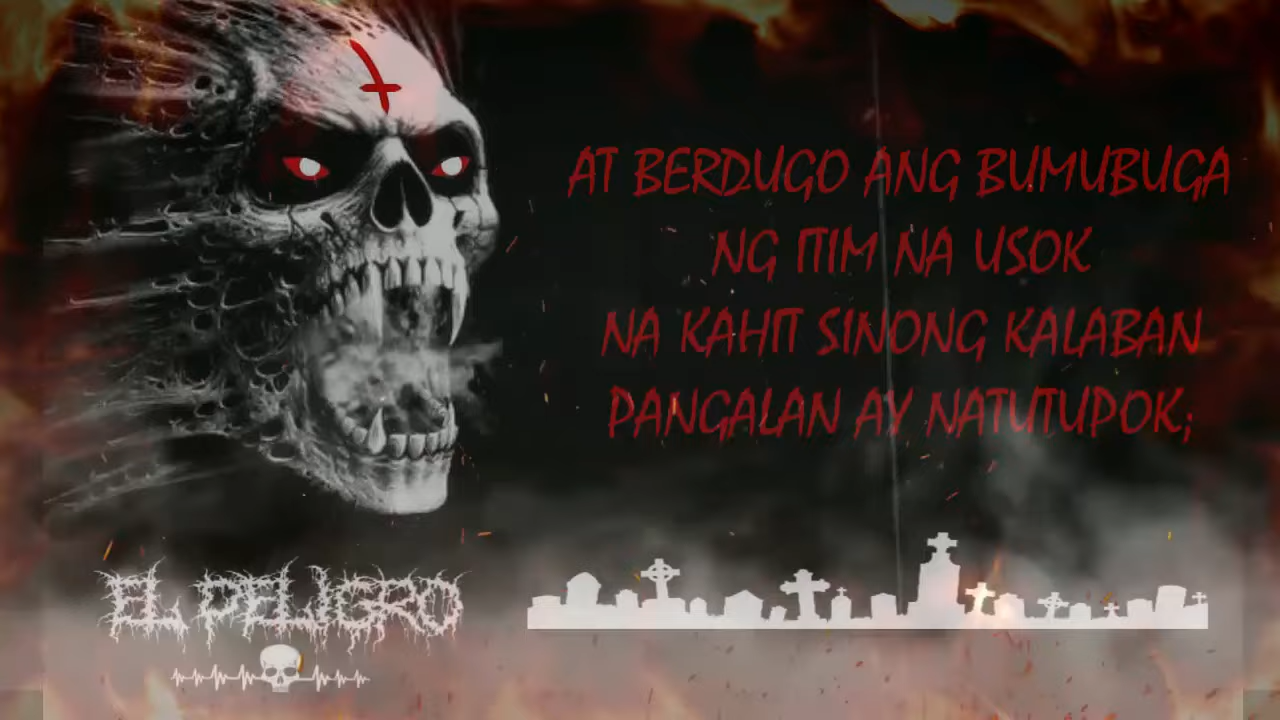 AT BERDUGO ANG BUMUBUGA
NG ITIM NA USOK
NA KAHIT SINONG KALABAN
PANGALAN AY NATUTUPOK;
EL PELIGRO